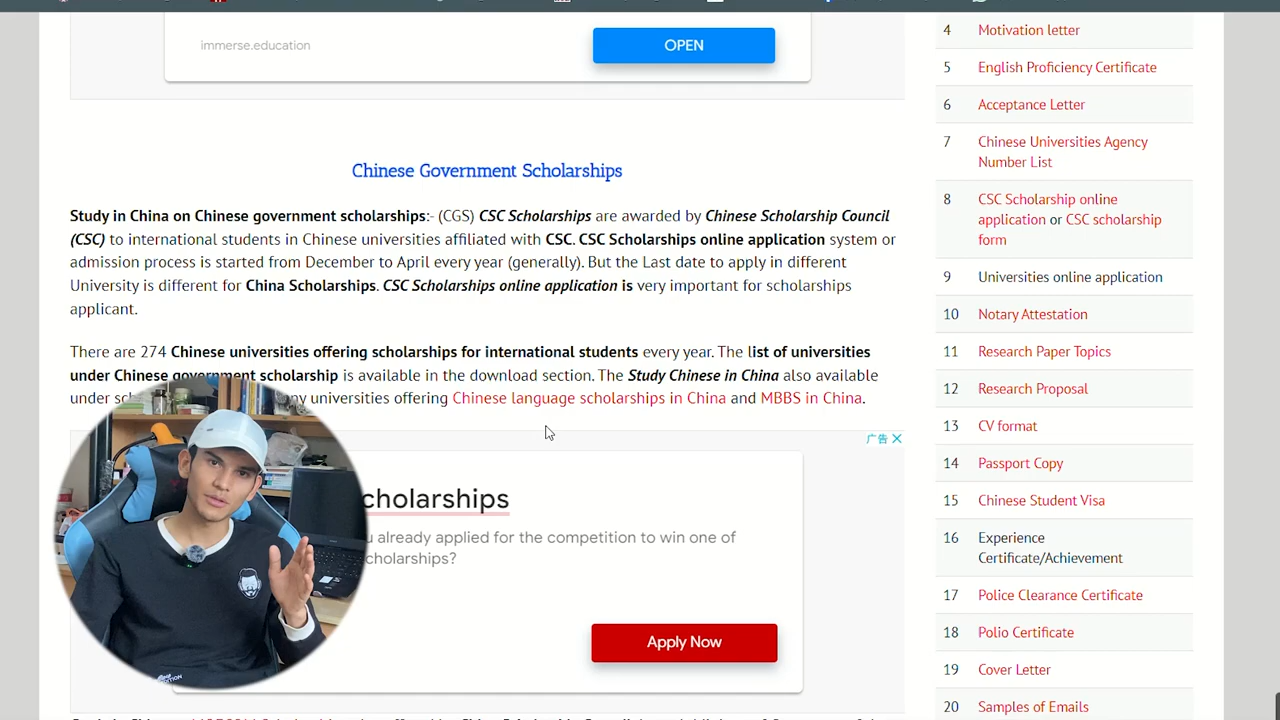 immerse.education
OPEN
Chinese Government Scholarships
Study in China on Chinese government scholarships:- (CGS) CSC Scholarships are awarded by Chinese Scholarship Council
(CSC) to international students in Chinese universities affiliated with CSC. CSC Scholarships online application system or
admission process is started from December to April every year (generally). But the Last date to apply in different
University is different for China Scholarships. CSC Scholarships online application is very important for scholarships
applicant.
There are 274 Chinese universities offering scholarships for international students every year. The list of universities
under Chinese government scholarship is available in the download section. The Study Chinese in China also available
under universities offering Chinese language scholarships in China and MBBS in China.
广告
cholarships
already applied for the competition to win one of
cholarships?
Apply Now
4 Motivation letter
5 English Proficiency Certificate
6 Acceptance Letter
7 Chinese Universities Agency
Number List
8 CSC Scholarship online
application or CSC scholarship
form
9 Universities online application
10 Notary Attestation
11 Research Paper Topics
12 Research Proposal
13 CV format
14 Passport Copy
15 Chinese Student Visa
16 Experience
Certificate/Achievement
17 Police Clearance Certificate
18 Polio Certificate
19 Cover Letter
20 Samples of Emails